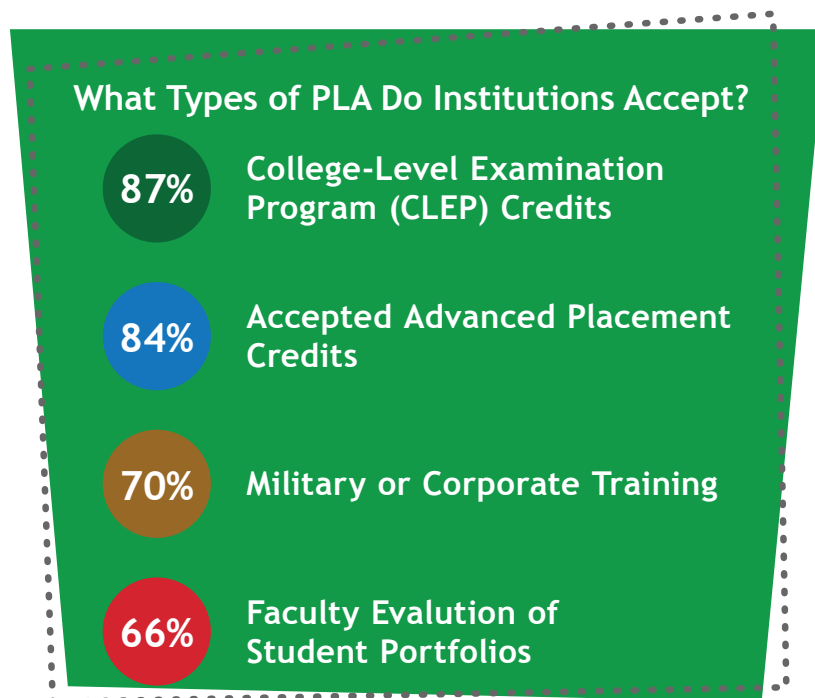 What Types of PLA Do Institutions Accept?
87%
College-Level Examination
Program (CLEP) Credits
84%
Accepted Advanced Placement
Credits
70%
Military or Corporate Training
66%
Faculty Evalution of
Student Portfolios